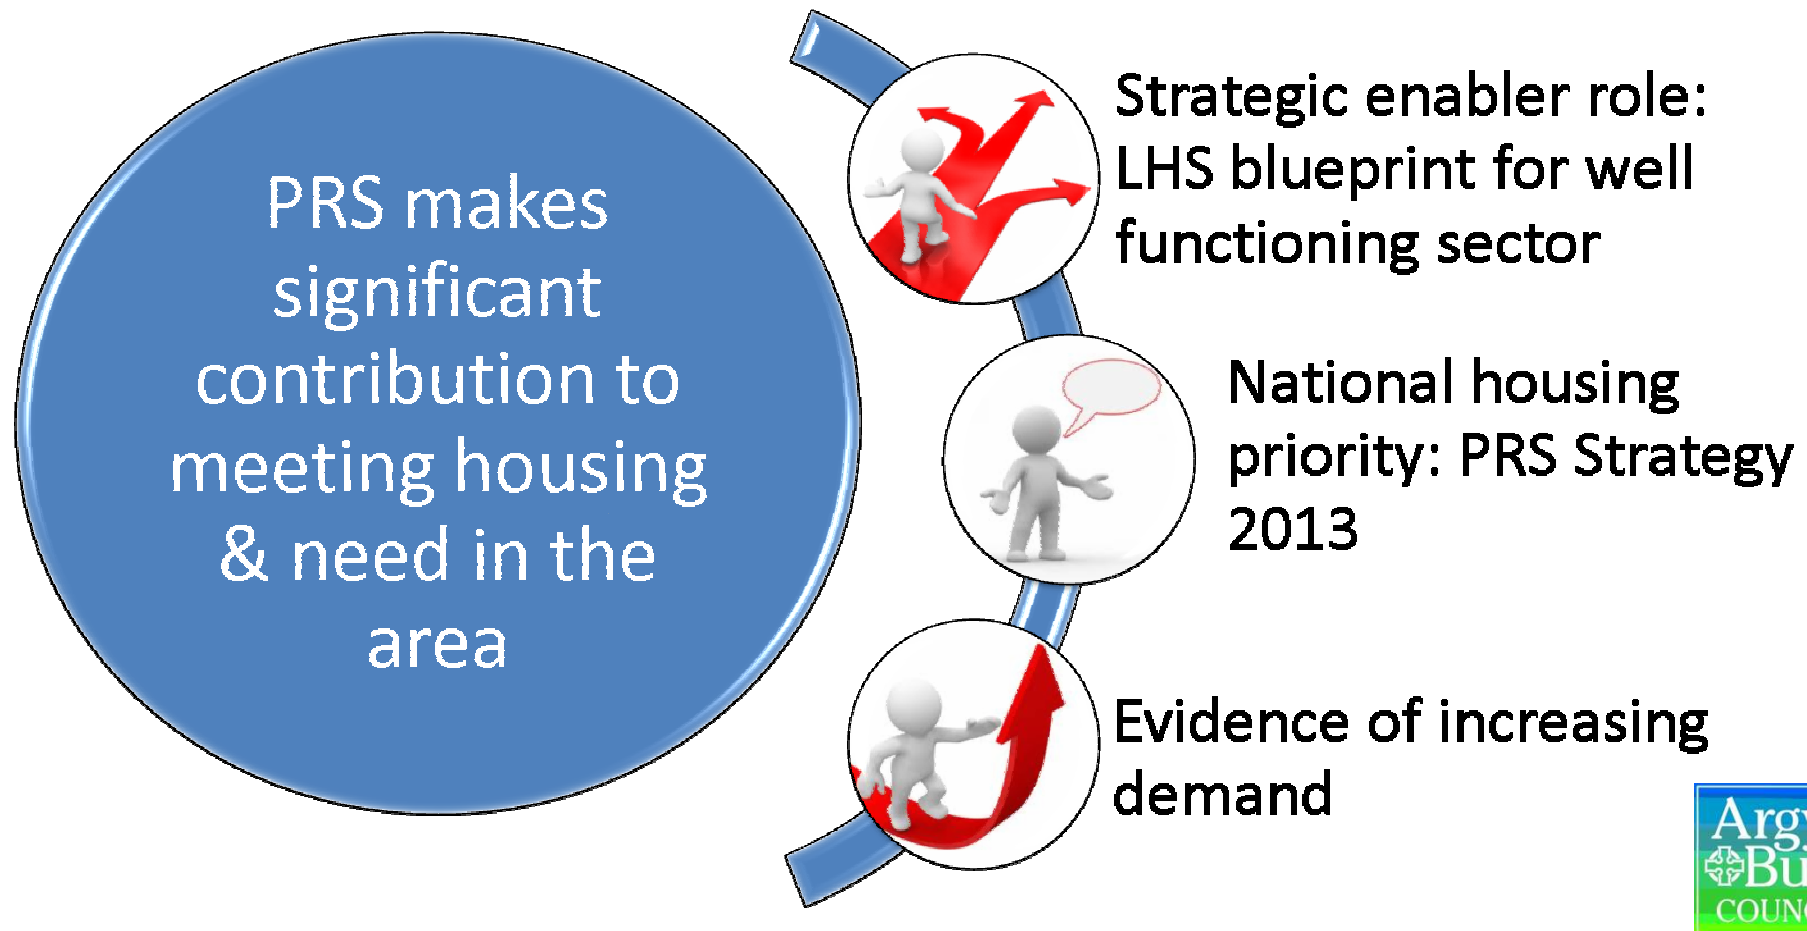 PRS makes
significant
contribution to
meeting housing
& need in the
area
Strategic enabler role:
LHS blueprint for well
functioning sector
National housing
priority: PRS Strategy
2013
Evidence of increasing
demand